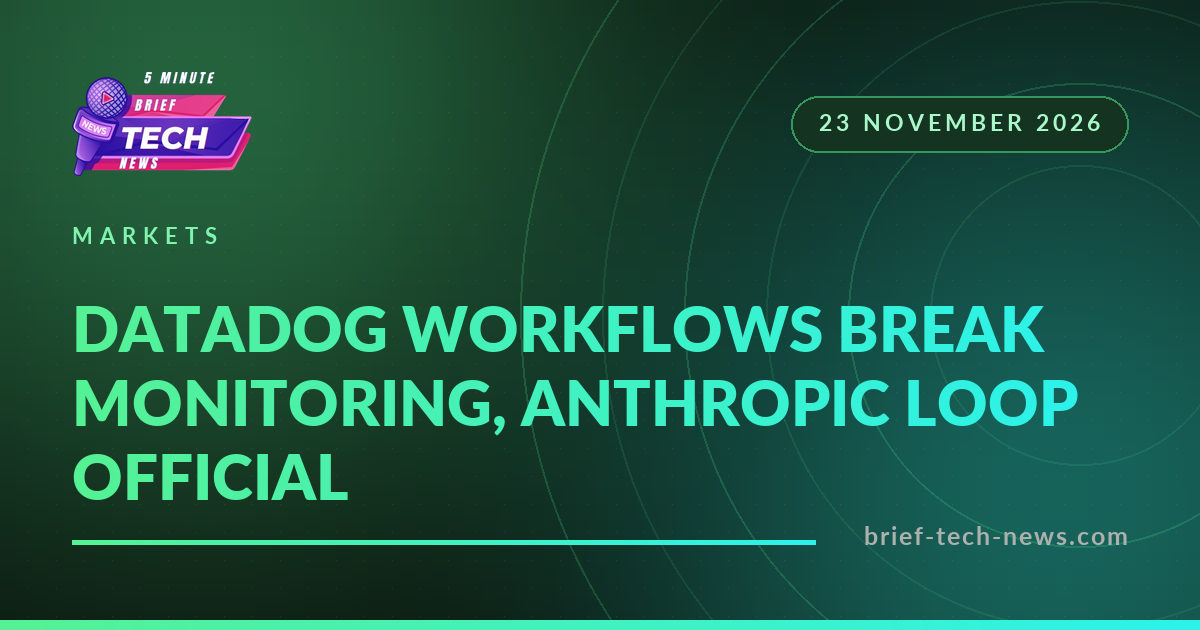 5 MINUTE
BRIEF
NEWS
TECH
NEWS
23 NOVEMBER 2026
MARKETS
DATADOG WORKFLOWS BREAK
MONITORING, ANTHROPIC LOOP
OFFICIAL
brief-tech-news.com